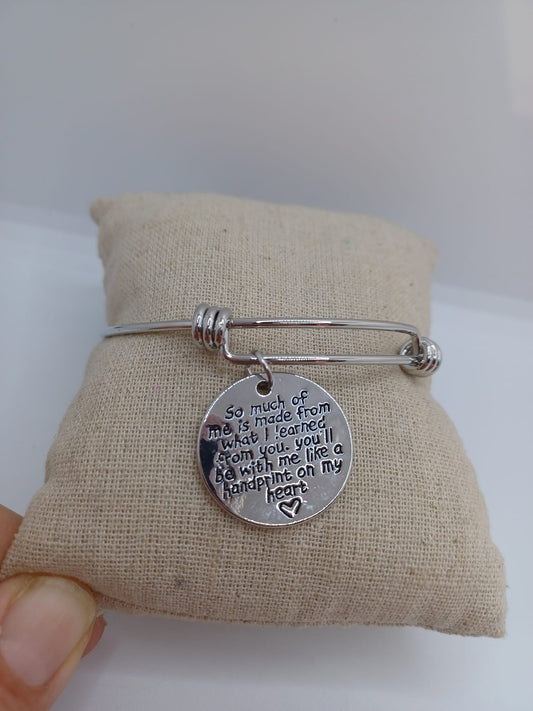 So much of
me is made from
what I learned
from you. you'll
be with me like a
handprint on my
heart